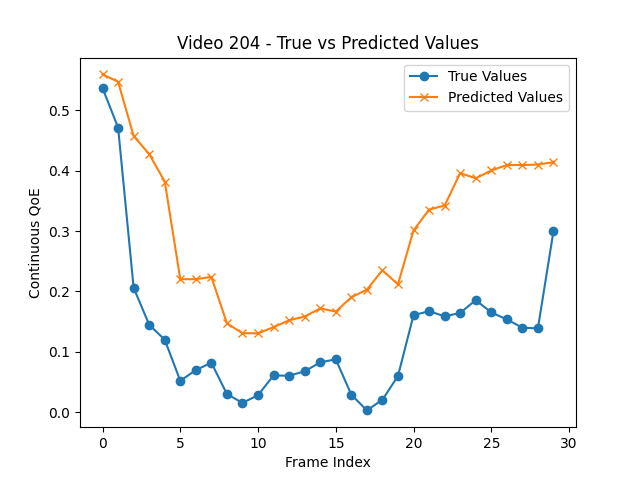 Video 204 - True vs Predicted Values
True Values
Predicted Values
Continuous QoE
0.5
0.4
0.3
0.2
0.1
0.0
0 5 10 15 20 25 30
Frame Index